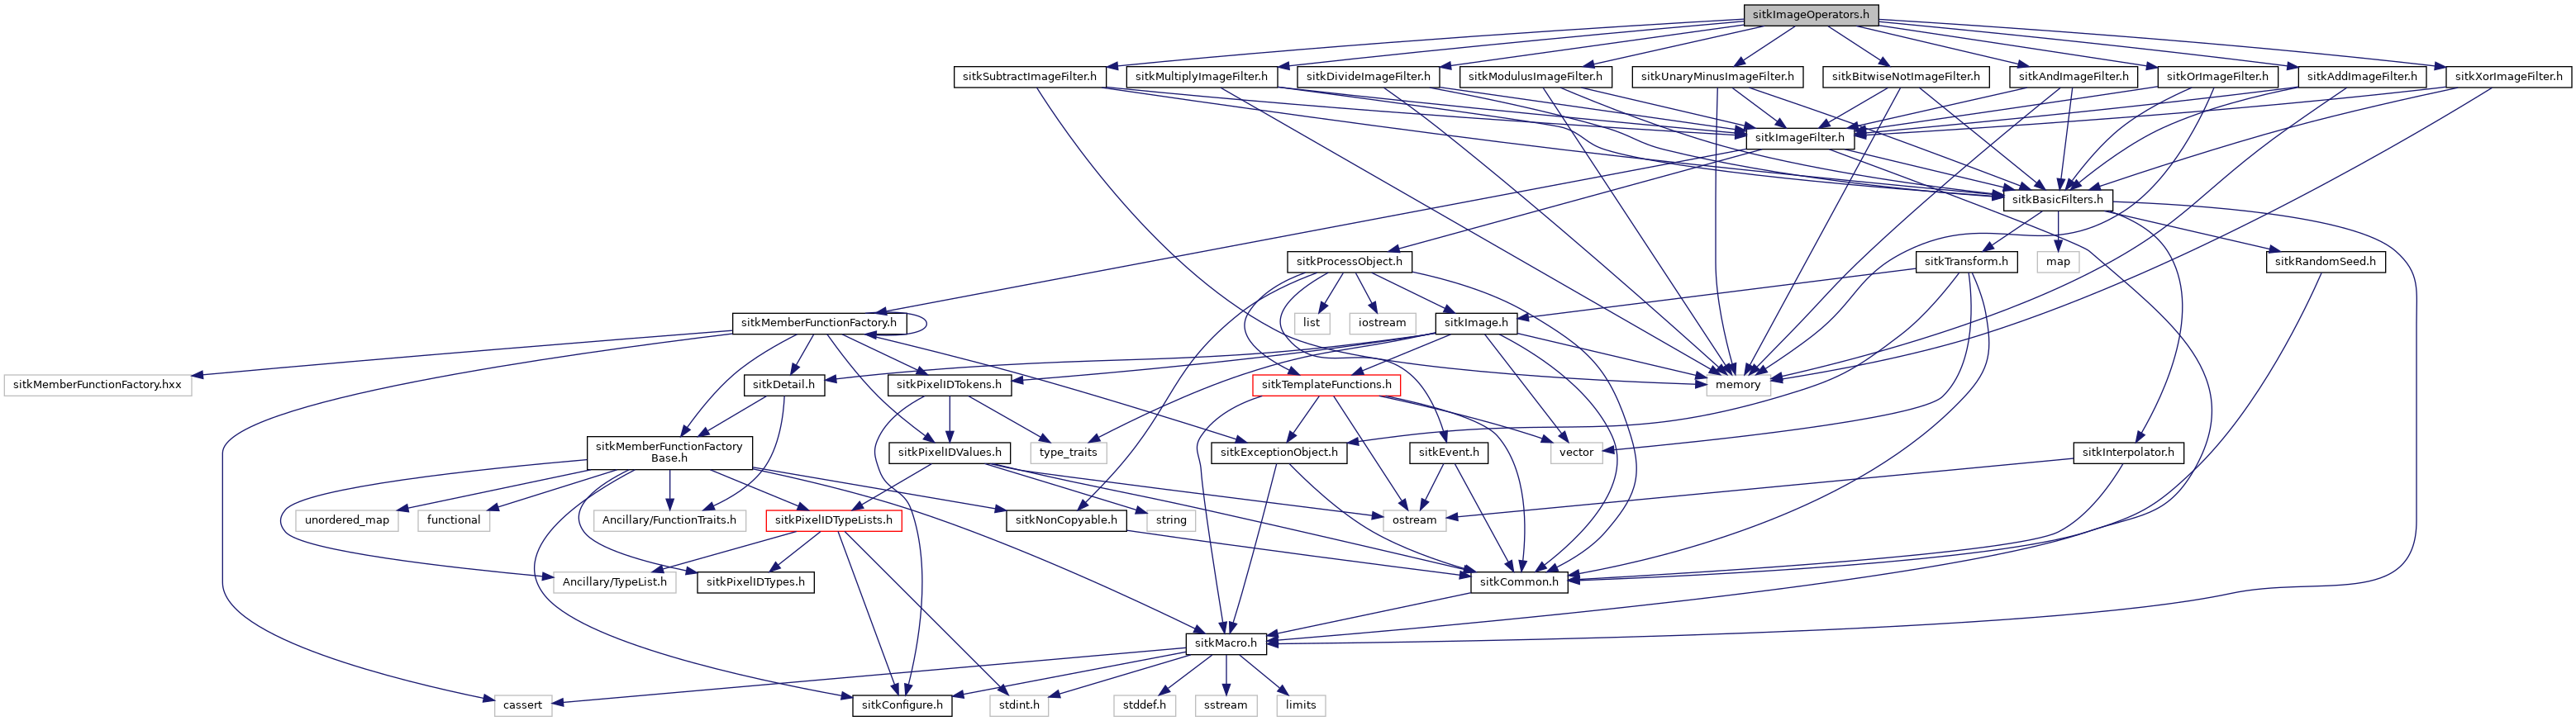 sitkImageOperators.h
sitkSubtractImageFilter.h
sitkMultiplyImageFilter.h
sitkDivideImageFilter.h
sitkModulusImageFilter.h
sitkUnaryMinusImageFilter.h
sitkBitwiseNotImageFilter.h
sitkAndImageFilter.h
sitkOrImageFilter.h
sitkAddImageFilter.h
sitkXorImageFilter.h
sitkImageFilter.h
sitkBasicFilters.h
sitkProcessObject.h
sitkTransform.h
map
sitkRandomSeed.h
sitkMemberFunctionFactory.h
list
iostream
sitkImage.h
sitkMemberFunctionFactory.hxx
sitkDetail.h
sitkPixelIDTokens.h
sitkTemplateFunctions.h
memory
sitkMemberFunctionFactory
Base.h
sitkPixelIDValues.h
type_traits
sitkExceptionObject.h
sitkEvent.h
vector
sitkInterpolator.h
unordered_map
functional
Ancillary/FunctionTraits.h
sitkPixelIDTypeLists.h
sitkNonCopyable.h
string
ostream
Ancillary/TypeList.h
sitkPixelIDTypes.h
sitkCommon.h
sitkMacro.h
cassert
sitkConfigure.h
stdint.h
stddef.h
sstream
limits